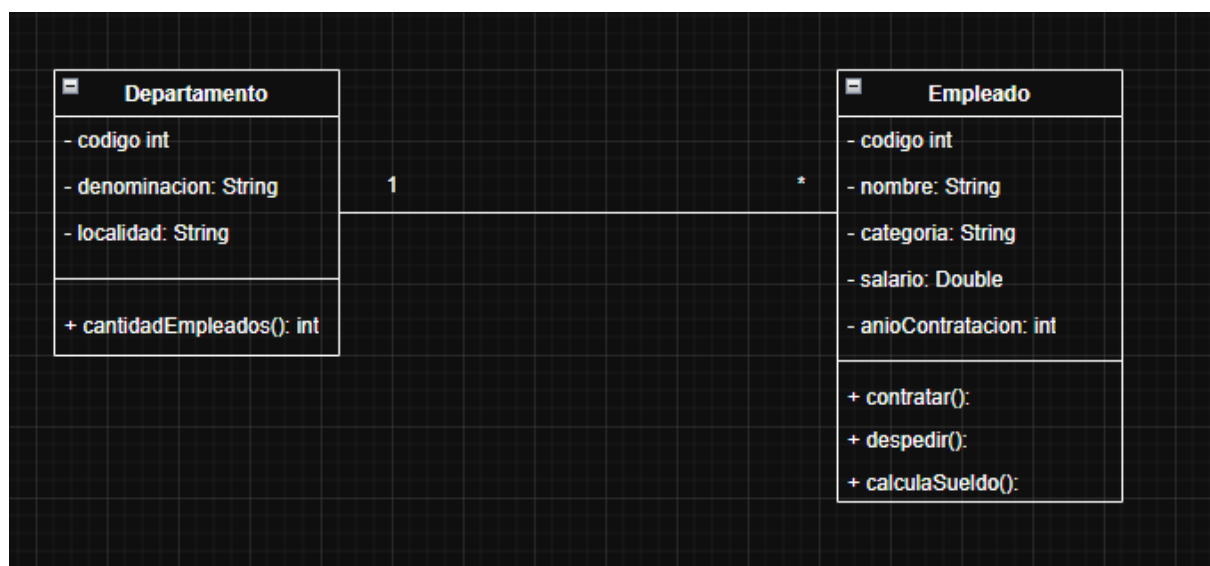 Departamento
- codigo int
- denominacion: String
- localidad: String
+ cantidadEmpleados(): int
1
*
Empleado
- codigo int
- nombre: String
- categoria: String
- salario: Double
- anioContratacion: int
+ contratar():
+ despedir():
+ calculaSueldo():